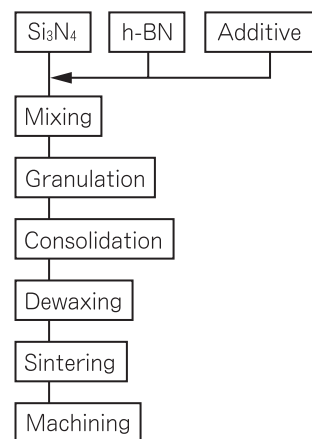 Si₃N₄ h-BN Additive
Mixing
Granulation
Consolidation
Dewaxing
Sintering
Machining